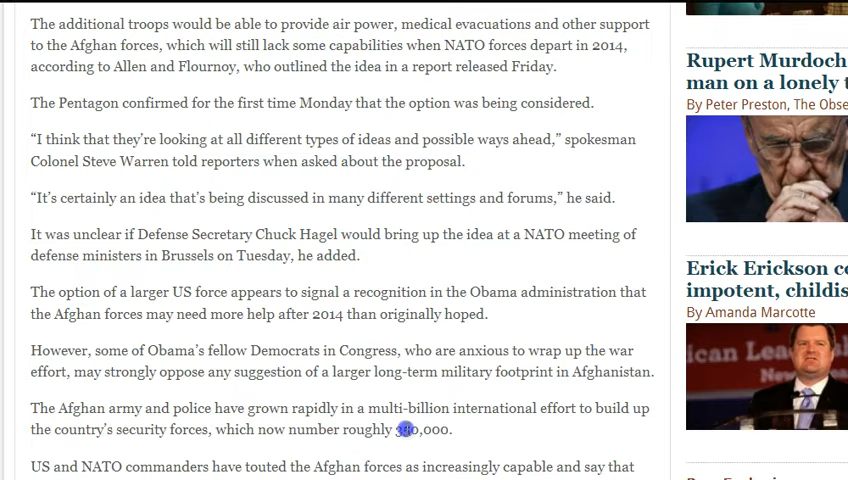 The additional troops would be able to provide air power, medical evacuations and other support
to the Afghan forces, which will still lack some capabilities when NATO forces depart in 2014,
according to Allen and Flournoy, who outlined the idea in a report released Friday.
The Pentagon confirmed for the first time Monday that the option was being considered.
“I think that they’re looking at all different types of ideas and possible ways ahead,” spokesman
Colonel Steve Warren told reporters when asked about the proposal.
“It’s certainly an idea that’s being discussed in many different settings and forums,” he said.
It was unclear if Defense Secretary Chuck Hagel would bring up the idea at a NATO meeting of
defense ministers in Brussels on Tuesday, he added.
The option of a larger US force appears to signal a recognition in the Obama administration that
the Afghan forces may need more help after 2014 than originally hoped.
However, some of Obama’s fellow Democrats in Congress, who are anxious to wrap up the war
effort, may strongly oppose any suggestion of a larger long-term military footprint in Afghanistan.
The Afghan army and police have grown rapidly in a multi-billion international effort to build up
the country’s security forces, which now number roughly
US and NATO commanders have touted the Afghan forces as increasingly capable and say that
Rupert Murdoch
man on a lonely t
By Peter Preston, The Obse
Erick Erickson co
impotent, childis
By Amanda Marcotte
ican Lea